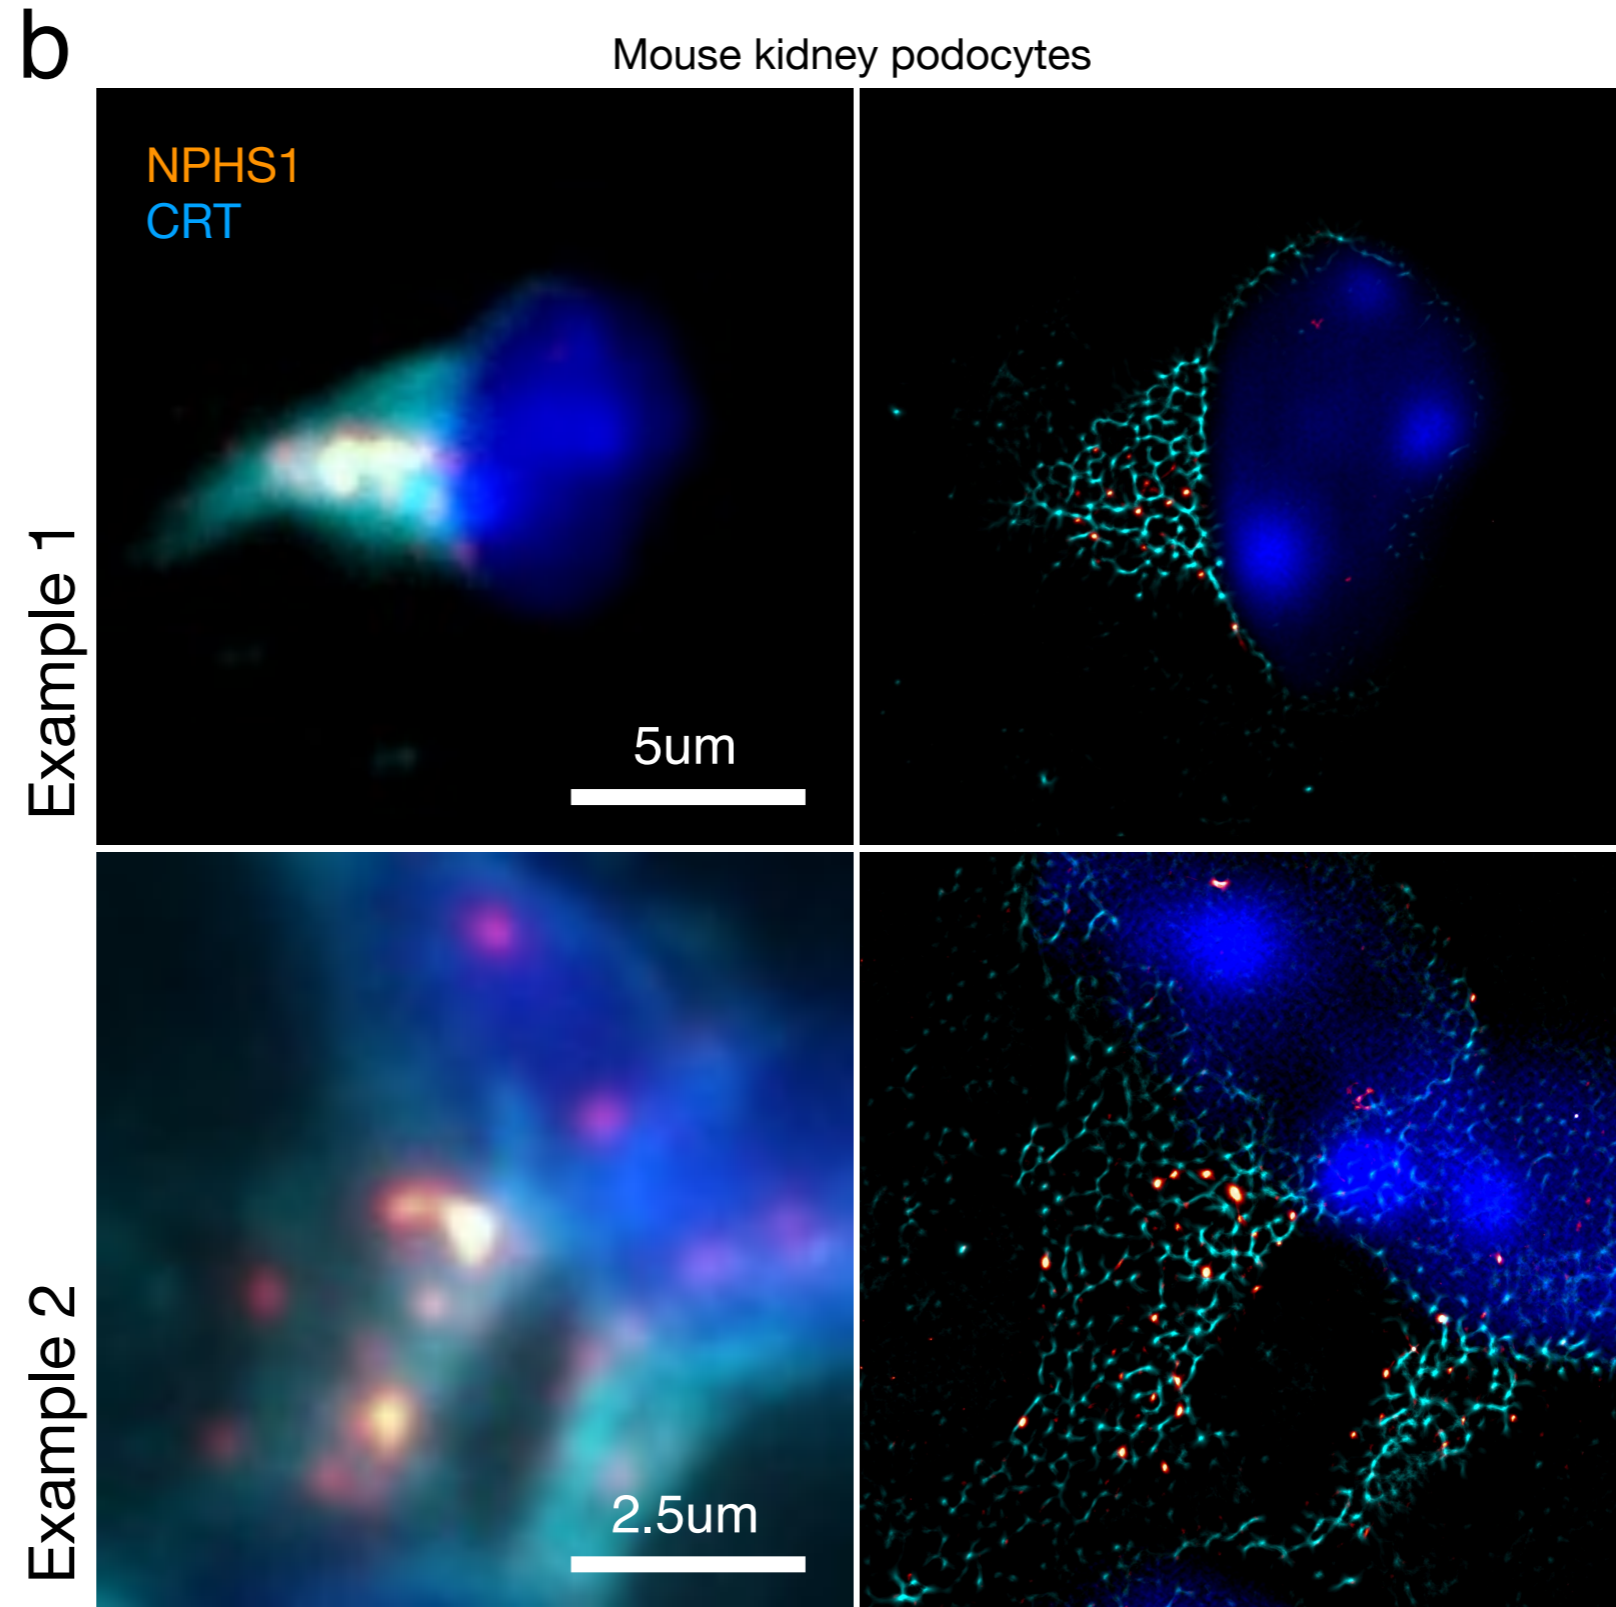 b
Mouse kidney podocytes
NPHS1
CRT
Example 1
5um
Example 2
2.5um